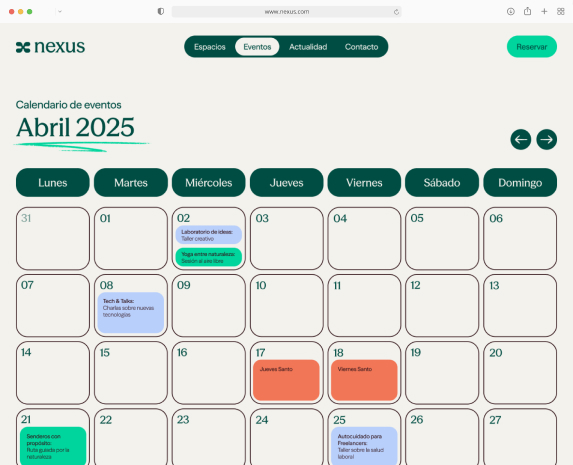 www.nexus.com
nexus
Espacios Eventos Actualidad Contacto
Reservar
Calendario de eventos
Abril 2025
Lunes Martes Miércoles Jueves Viernes Sábado Domingo
31 01 02 03 04 05 06
Laboratorio de ideas:
Taller creativo
Yoga entre naturaleza:
Sesión al aire libre
07 08 09 10 11 12 13
Tech & Talks:
Charlas sobre nuevas
tecnologías
14 15 16 17 18 19 20
Jueves Santo
Viernes Santo
21 22 23 24 25 26 27
Senderos con
propósito:
Ruta guiada por la
naturaleza
Autocuidado para
Freelancers:
Taller sobre la salud
laboral